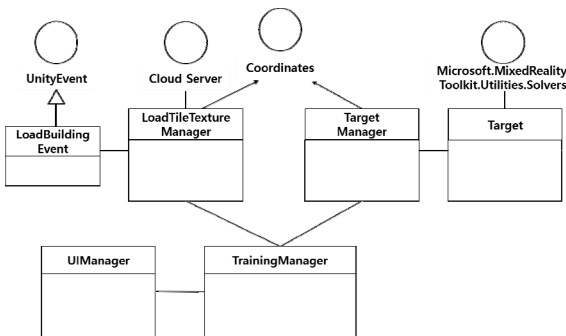 UnityEvent
Cloud Server
Coordinates
Microsoft.MixedReality
Toolkit.Utilities.Solvers
LoadBuilding
Event
LoadTileTexture
Manager
Target
Manager
Target
UIManager
TrainingManager